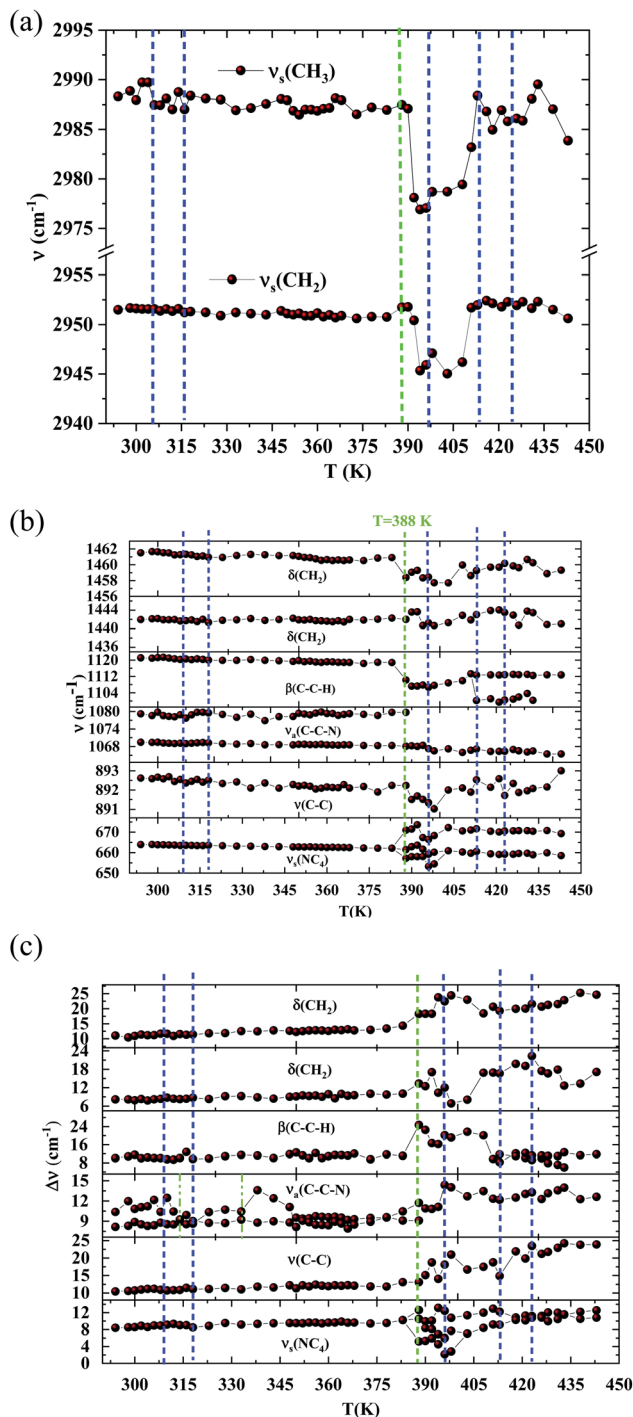 (a)
2995
2990
2985
2980
2975
2955
2950
2945
2940
ν (cm⁻¹)
νₛ(CH₃)
νₛ(CH₂)
300 315 330 345 360 375 390 405 420 435 450
T (K)
(b)
T=388 K
1462
1460
1458
1456
δ(CH₂)
1444
1440
1436
δ(CH₂)
1120
1112
1104
β(C-C-H)
1080
1074
1068
νₐ(C-C-N)
893
892
891
ν(C-C)
670
660
650
νₛ(NC₄)
ν (cm⁻¹)
300 315 330 345 360 375 390 405 420 435 450
T(K)
(c)
25
20
15
10
δ(CH₂)
24
18
12
6
δ(CH₂)
24
16
8
β(C-C-H)
15
12
9
νₐ(C-C-N)
25
20
15
10
ν(C-C)
12
8
4
0
νₛ(NC₄)
Δν (cm⁻¹)
300 315 330 345 360 375 390 405 420 435 450
T(K)